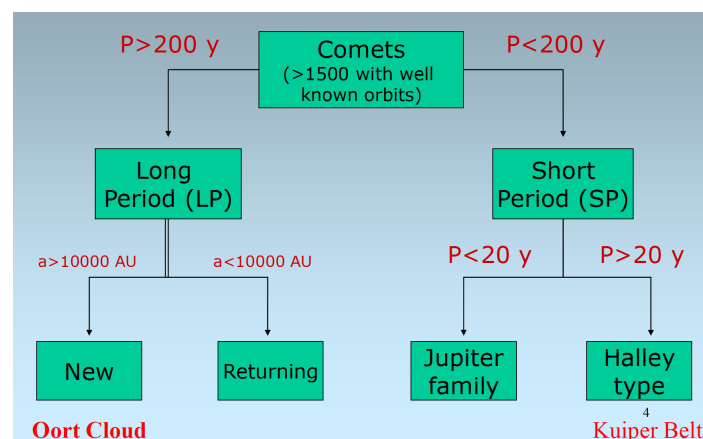 P>200 y
Comets
P<200 y
(>1500 with well
known orbits)
Long
Period (LP)
Short
Period (SP)
a>10000 AU
a<10000 AU
P<20 y
P>20 y
New
Returning
Jupiter
family
Halley
type
4
Oort Cloud
Kuiper Belt